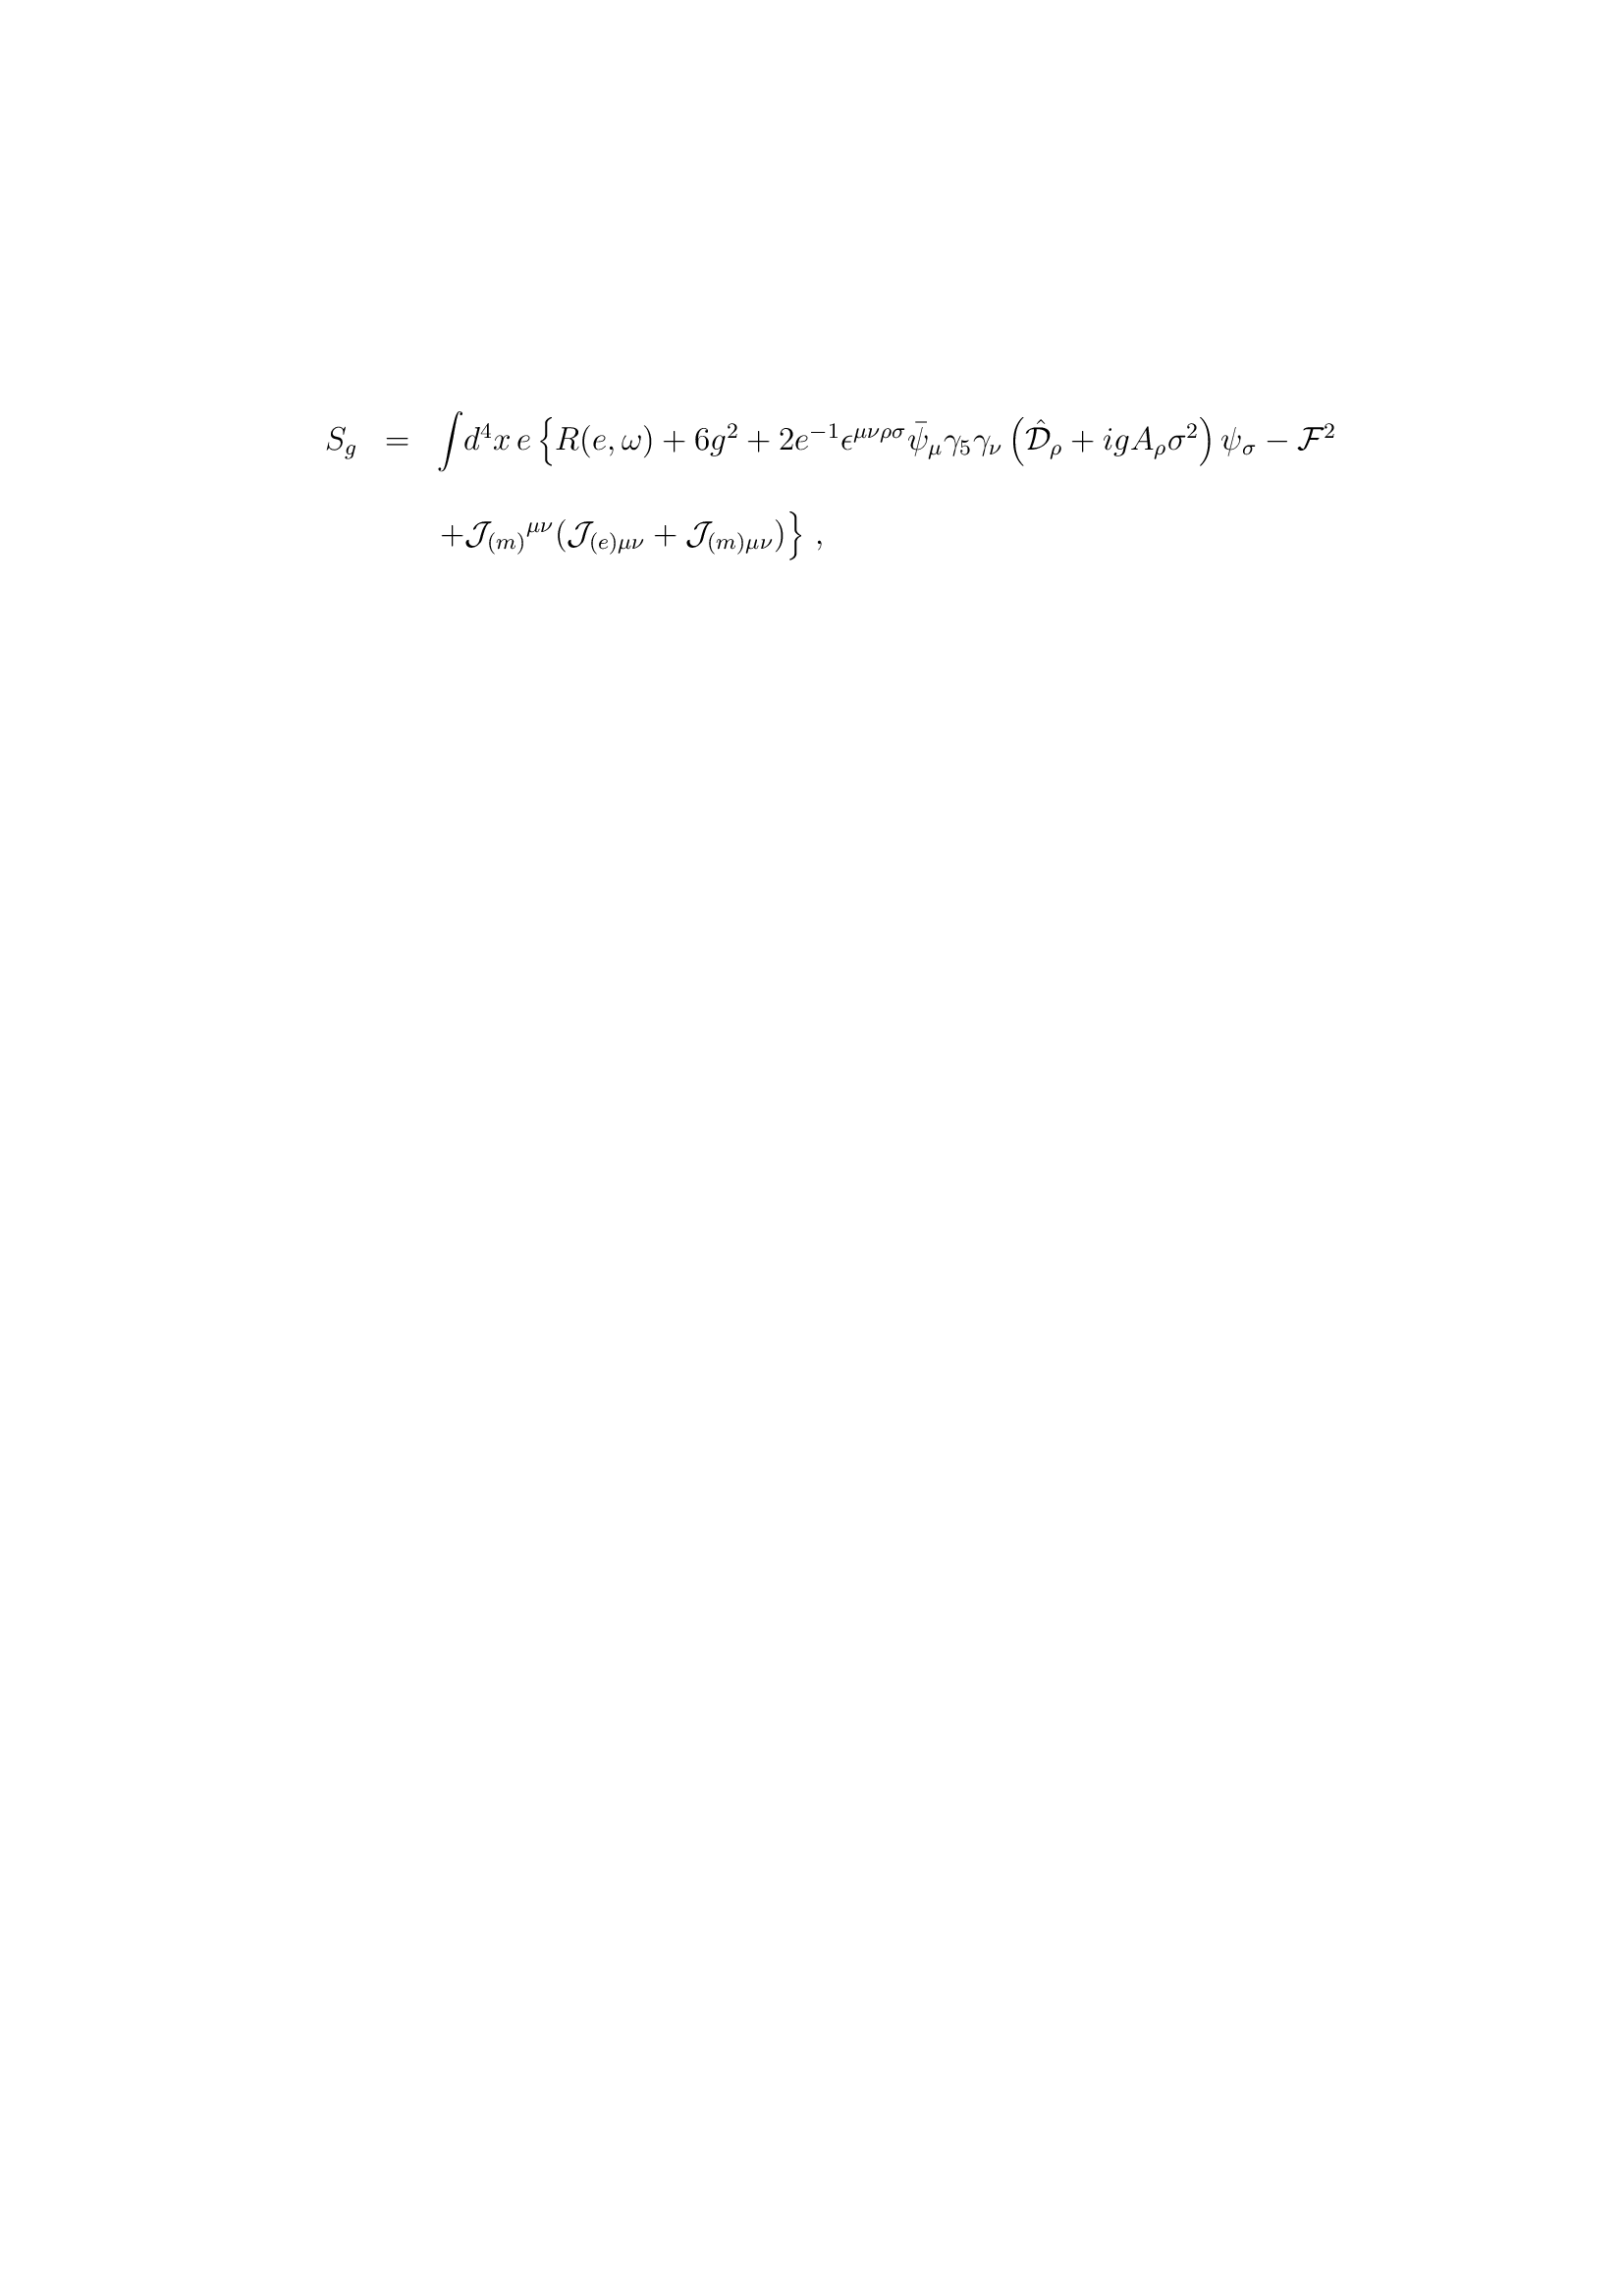 $S_g = \int d^4x\, e \left\{ R(e,\omega) + 6g^2 + 2e^{-1}\epsilon^{\mu\nu\rho\sigma}\bar{\psi}_\mu\gamma_5\gamma_\nu \left( \hat{\mathcal{D}}_\rho + igA_\rho\sigma^2 \right) \psi_\sigma - \mathcal{F}^2 \right.$
$\left. + \mathcal{J}_{(m)}{}^{\mu\nu} (\mathcal{J}_{(e)\mu\nu} + \mathcal{J}_{(m)\mu\nu}) \right\} ,$